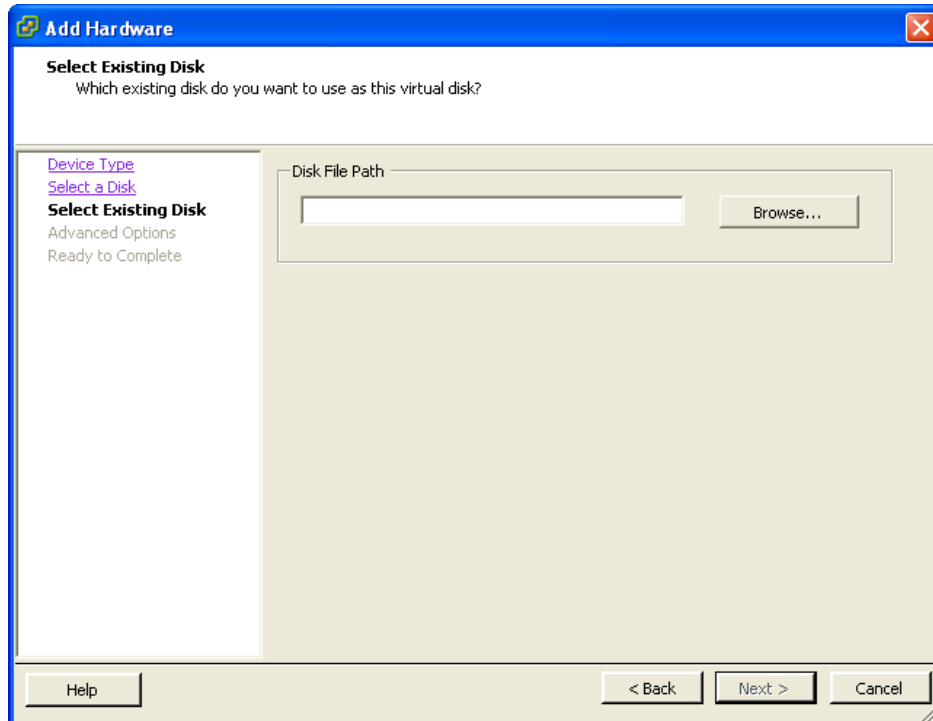 Add Hardware
Select Existing Disk
Which existing disk do you want to use as this virtual disk?
Device Type
Select a Disk
Select Existing Disk
Advanced Options
Ready to Complete
Disk File Path
Browse...
Help
< Back
Next >
Cancel